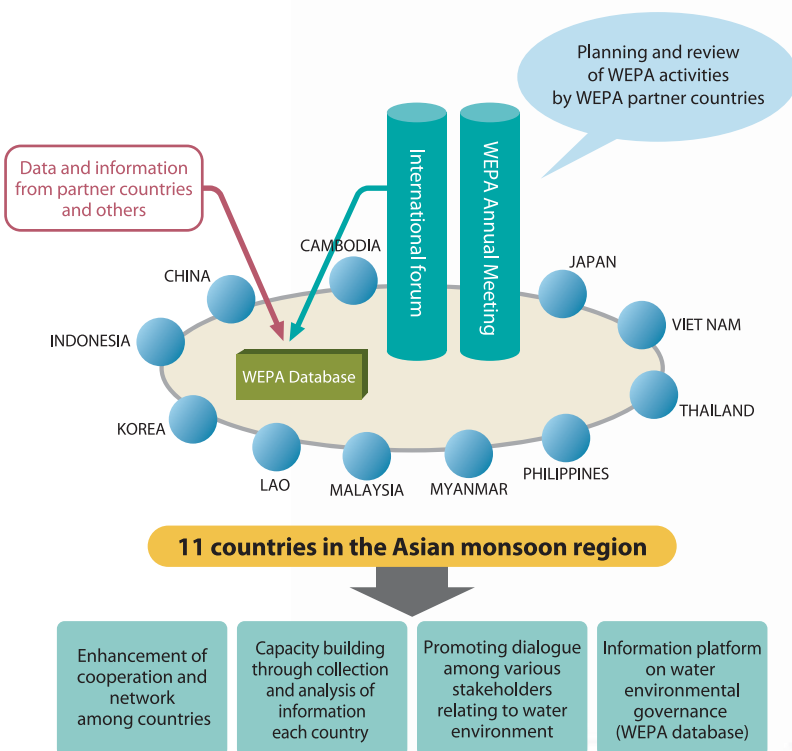 Planning and review
of WEPA activities
by WEPA partner countries
Data and information
from partner countries
and others
International forum
WEPA Annual Meeting
CAMBODIA
CHINA
INDONESIA
JAPAN
VIET NAM
THAILAND
WEPA Database
KOREA
LAO
MALAYSIA
MYANMAR
PHILIPPINES
11 countries in the Asian monsoon region
Enhancement of
cooperation and
network
among countries
Capacity building
through collection
and analysis of
information
each country
Promoting dialogue
among various
stakeholders
relating to water
environment
Information platform
on water
environmental
governance
(WEPA database)